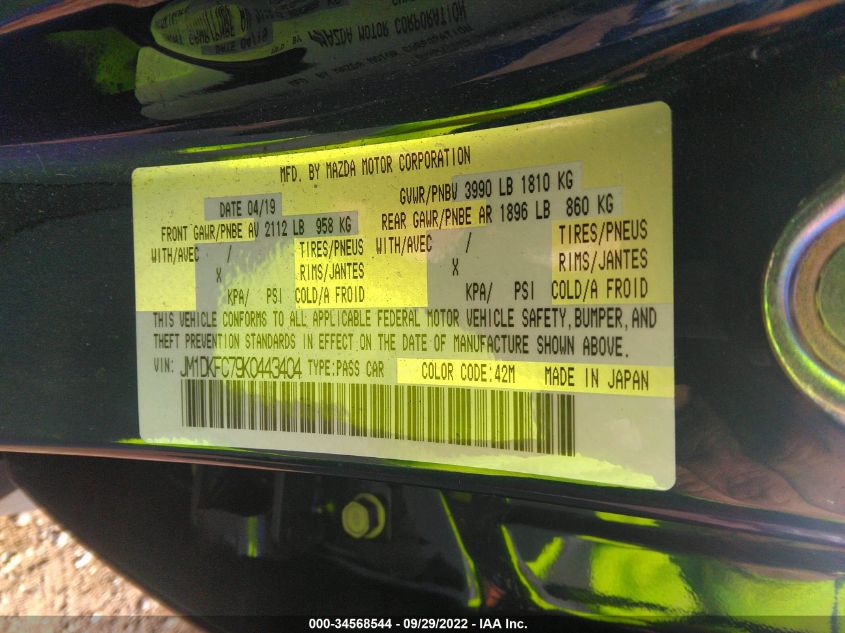 MFD. BY MAZDA MOTOR CORPORATION
DATE 04/19 GVWR/PNBV 3990 LB 1810 KG
FRONT GAWR/PNBE AV 2112 LB 958 KG REAR GAWR/PNBE AR 1896 LB 860 KG
WITH/AVEC / TIRES/PNEUS WITH/AVEC / TIRES/PNEUS
X RIMS/JANTES X RIMS/JANTES
KPA/ PSI COLD/A FROID KPA/ PSI COLD/A FROID
THIS VEHICLE CONFORMS TO ALL APPLICABLE FEDERAL MOTOR VEHICLE SAFETY, BUMPER, AND
THEFT PREVENTION STANDARDS IN EFFECT ON THE DATE OF MANUFACTURE SHOWN ABOVE.
VIN: JM1DKFC79K0443404 TYPE:PASS CAR COLOR CODE:42M MADE IN JAPAN
000-34568544 - 09/29/2022 - IAA Inc.